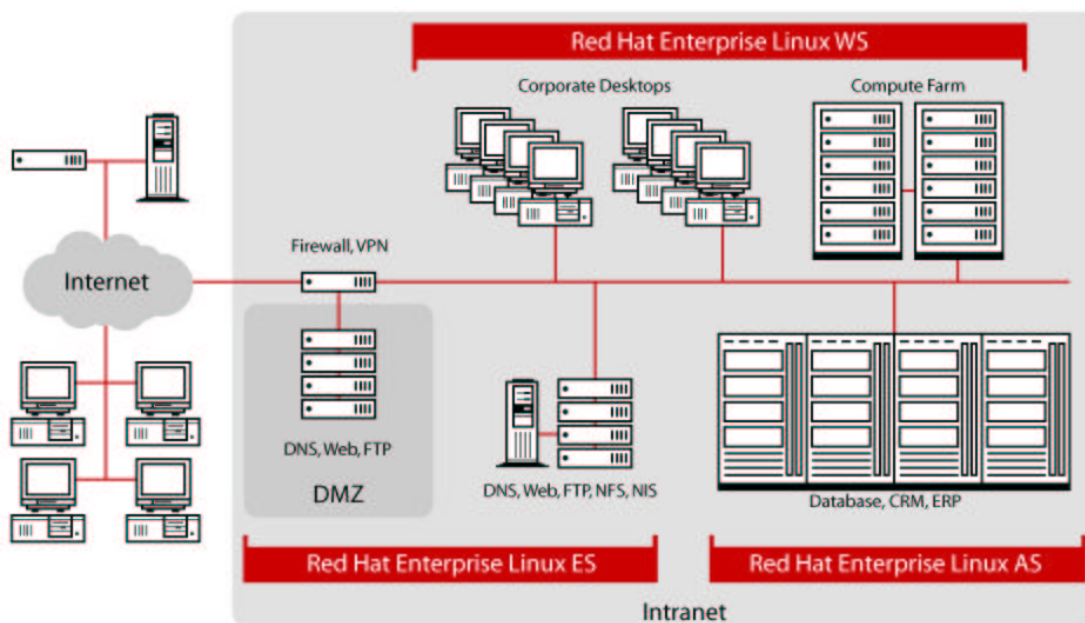 Red Hat Enterprise Linux WS
Corporate Desktops
Compute Farm
Firewall, VPN
Internet
DNS, Web, FTP
DMZ
DNS, Web, FTP, NFS, NIS
Database, CRM, ERP
Red Hat Enterprise Linux ES
Red Hat Enterprise Linux AS
Intranet